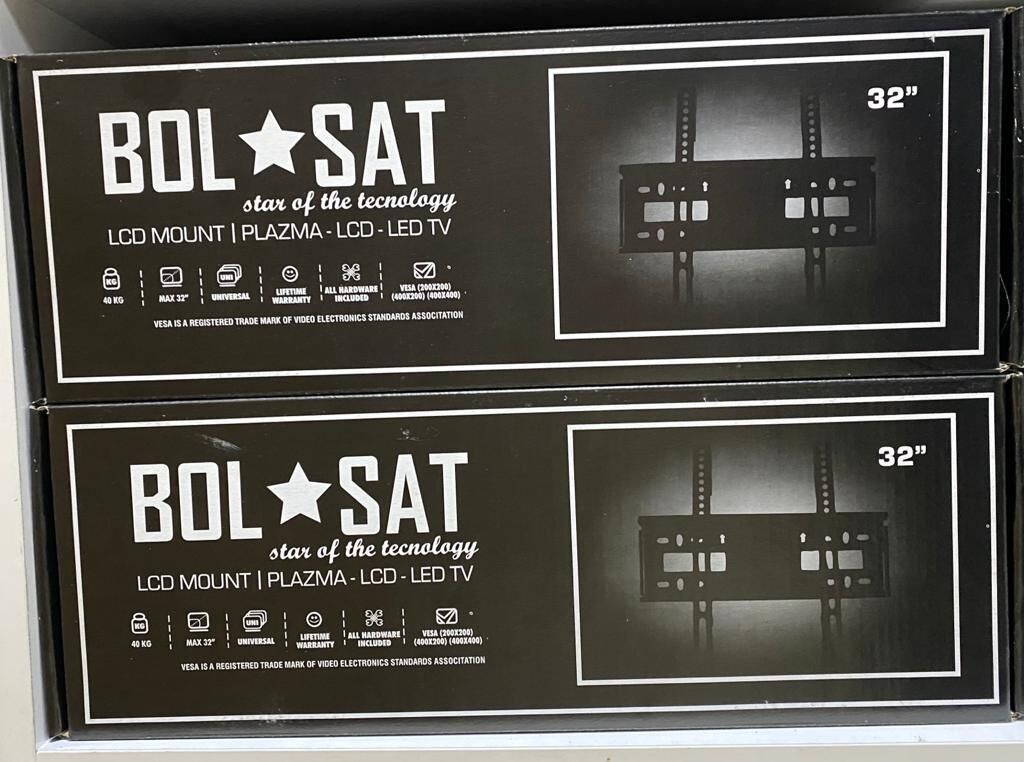 BOL★SAT
star of the tecnology
LCD MOUNT | PLAZMA - LCD - LED TV
KG
40 KG
MAX 32"
UNI
UNIVERSAL
LIFETIME
WARRANTY
ALL HARDWARE
INCLUDED
VESA (200X200)
(400X200) (400X400)
VESA IS A REGISTERED TRADE MARK OF VIDEO ELECTRONICS STANDARDS ASSOCITATION
32”
BOL★SAT
star of the tecnology
LCD MOUNT | PLAZMA - LCD - LED TV
KG
40 KG
MAX 32"
UNI
UNIVERSAL
LIFETIME
WARRANTY
ALL HARDWARE
INCLUDED
VESA (200X200)
(400X200) (400X400)
VESA IS A REGISTERED TRADE MARK OF VIDEO ELECTRONICS STANDARDS ASSOCITATION
32”